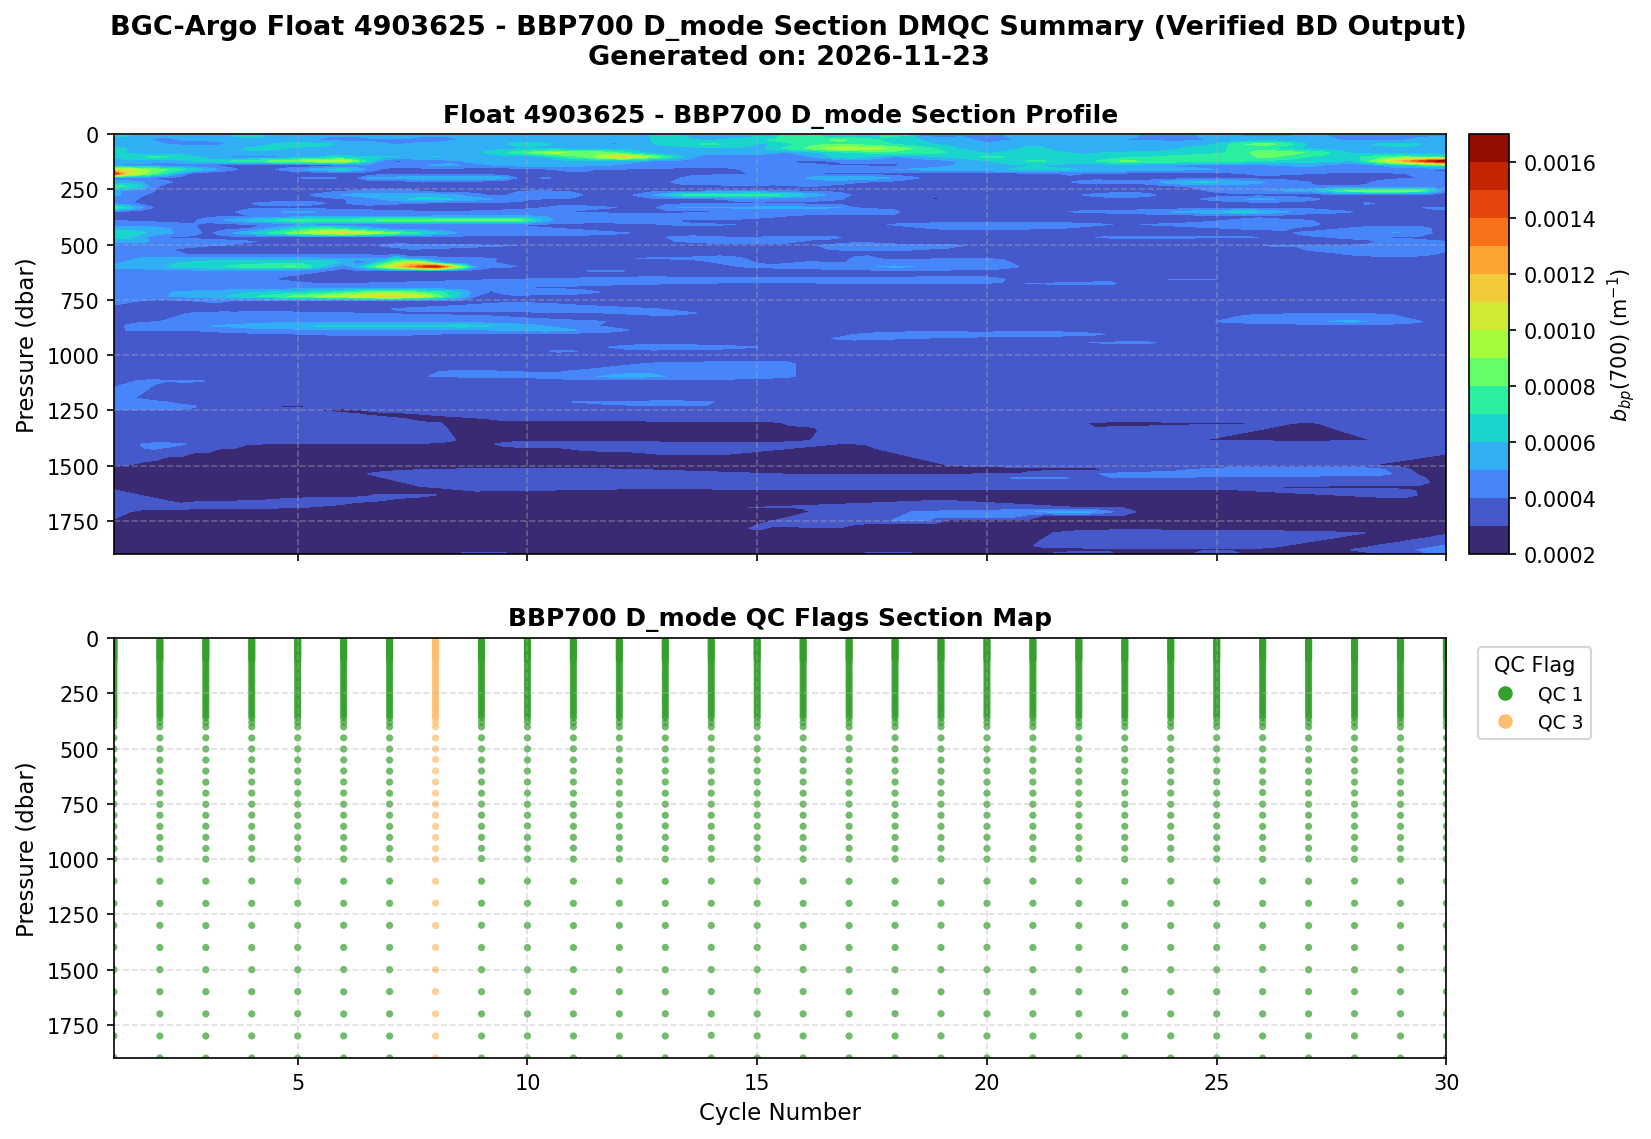 BGC-Argo Float 4903625 - BBP700 D_mode Section DMQC Summary (Verified BD Output)
Generated on: 2026-11-23
Float 4903625 - BBP700 D_mode Section Profile
Pressure (dbar)
0
250
500
750
1000
1250
1500
1750
0.0016
0.0014
0.0012
0.0010
0.0008
0.0006
0.0004
0.0002
b_{bp}(700) (m^{-1})
BBP700 D_mode QC Flags Section Map
Pressure (dbar)
0
250
500
750
1000
1250
1500
1750
5
10
15
20
25
30
Cycle Number
QC Flag
QC 1
QC 3